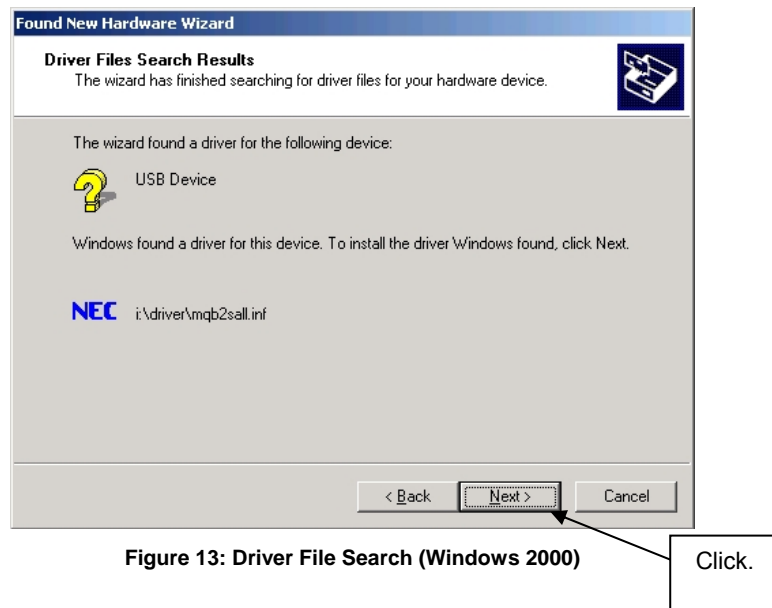 Found New Hardware Wizard
Driver Files Search Results
The wizard has finished searching for driver files for your hardware device.
The wizard found a driver for the following device:
USB Device
Windows found a driver for this device. To install the driver Windows found, click Next.
NEC i:\driver\mqb2sall.inf
< Back Next > Cancel
Figure 13: Driver File Search (Windows 2000)
Click.